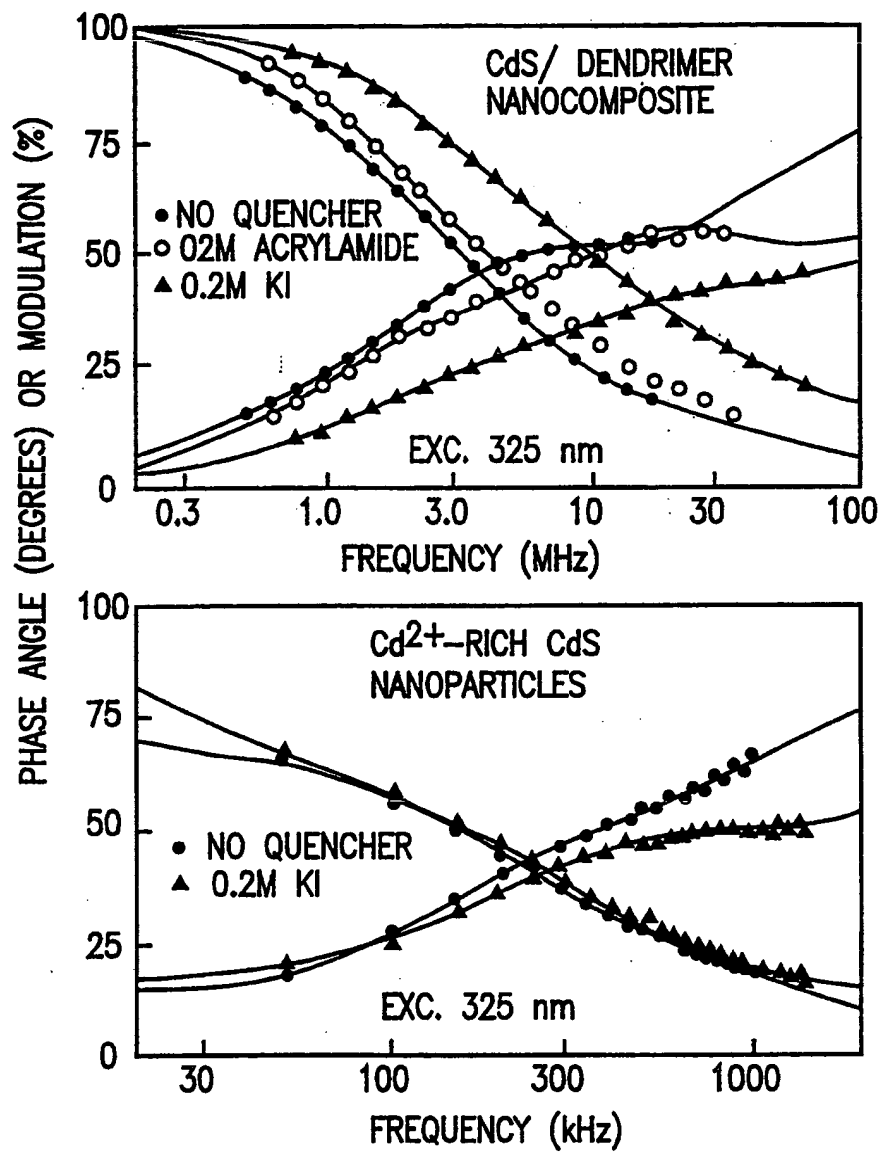 PHASE ANGLE (DEGREES) OR MODULATION (%)
100
75
50
25
0
CdS/ DENDRIMER
NANOCOMPOSITE
NO QUENCHER
02M ACRYLAMIDE
0.2M KI
EXC. 325 nm
0.3 1.0 3.0 10 30 100
FREQUENCY (MHz)
100
75
50
25
0
Cd2+-RICH CdS
NANOPARTICLES
NO QUENCHER
0.2M KI
EXC. 325 nm
30 100 300 1000
FREQUENCY (kHz)